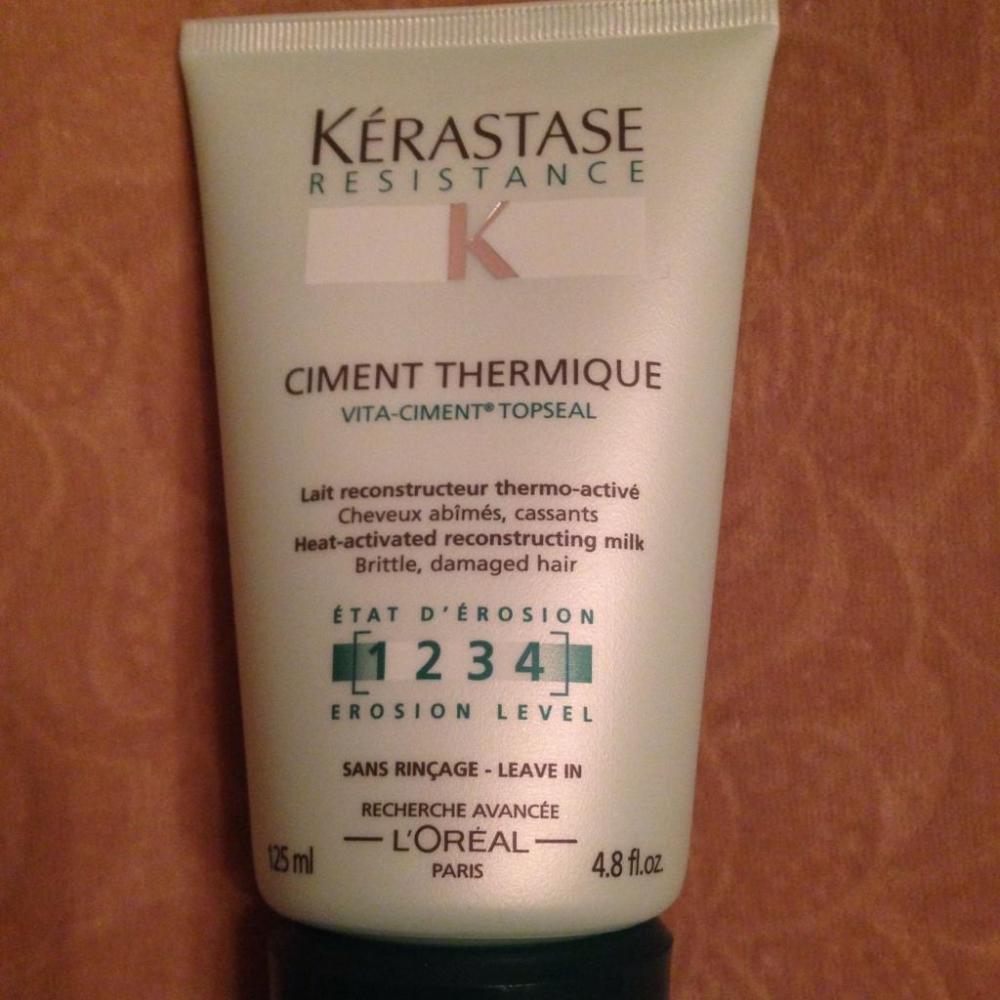 KÉRASTASE
RESISTANCE
K
CIMENT THERMIQUE
VITA-CIMENT® TOPSEAL
Lait reconstructeur thermo-activé
Cheveux abîmés, cassants
Heat-activated reconstructing milk
Brittle, damaged hair
ÉTAT D'ÉROSION
[1 2 3 4]
EROSION LEVEL
SANS RINÇAGE - LEAVE IN
RECHERCHE AVANCÉE
L'ORÉAL
PARIS
125 ml 4.8 fl.oz.